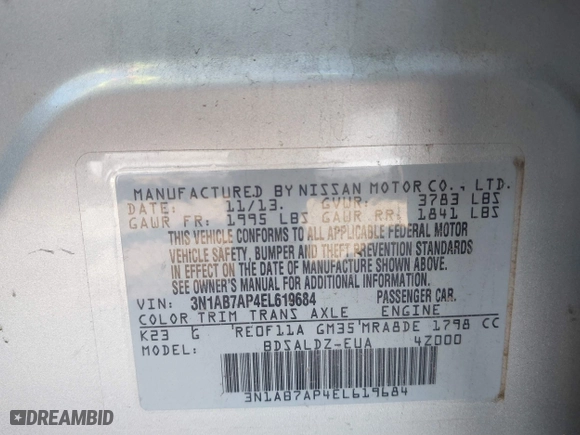 MANUFACTURED BY NISSAN MOTOR CO., LTD.
DATE: 11/13. GVWR: 3783 LBS
GAWR FR: 1995 LBS GAWR RR: 1841 LBS
THIS VEHICLE CONFORMS TO ALL APPLICABLE FEDERAL MOTOR
VEHICLE SAFETY, BUMPER AND THEFT PREVENTION STANDARDS
IN EFFECT ON THE DATE OF MANUFACTURE SHOWN ABOVE.
SEE OWNER'S MANUAL FOR ADDITIONAL INFORMATION.
VIN: 3N1AB7AP4EL619684 PASSENGER CAR.
COLOR TRIM TRANS AXLE ENGINE
K23 G RE0F11A GM35 MRA8DE 1798 CC
MODEL: BDSALDZ-EUA 4Z000
3N1AB7AP4EL619684
DREAMBID